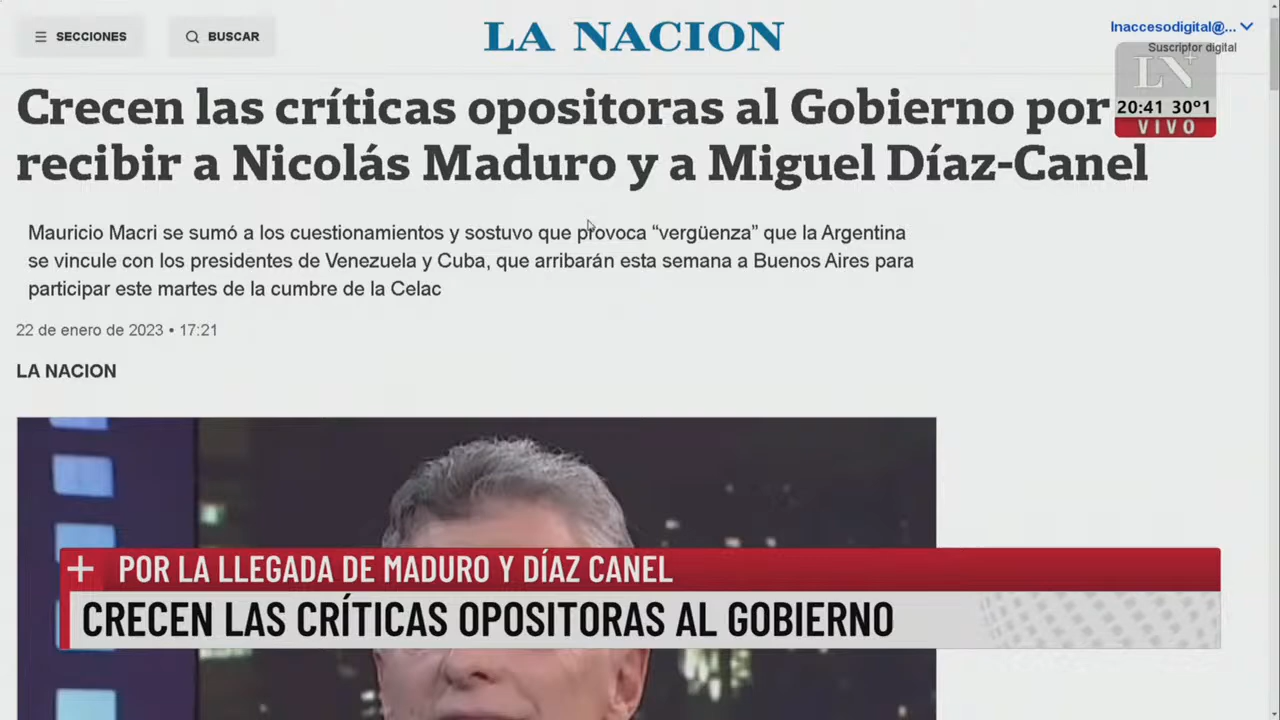 SECCIONES
BUSCAR
LA NACION
lnaccesodigital@...
Suscriptor digital
LN+
20:41 30º1
VIVO
Crecen las críticas opositoras al Gobierno por
recibir a Nicolás Maduro y a Miguel Díaz-Canel
Mauricio Macri se sumó a los cuestionamientos y sostuvo que provoca “vergüenza” que la Argentina
se vincule con los presidentes de Venezuela y Cuba, que arribarán esta semana a Buenos Aires para
participar este martes de la cumbre de la Celac
22 de enero de 2023 • 17:21
LA NACION
+ POR LA LLEGADA DE MADURO Y DÍAZ CANEL
CRECEN LAS CRÍTICAS OPOSITORAS AL GOBIERNO